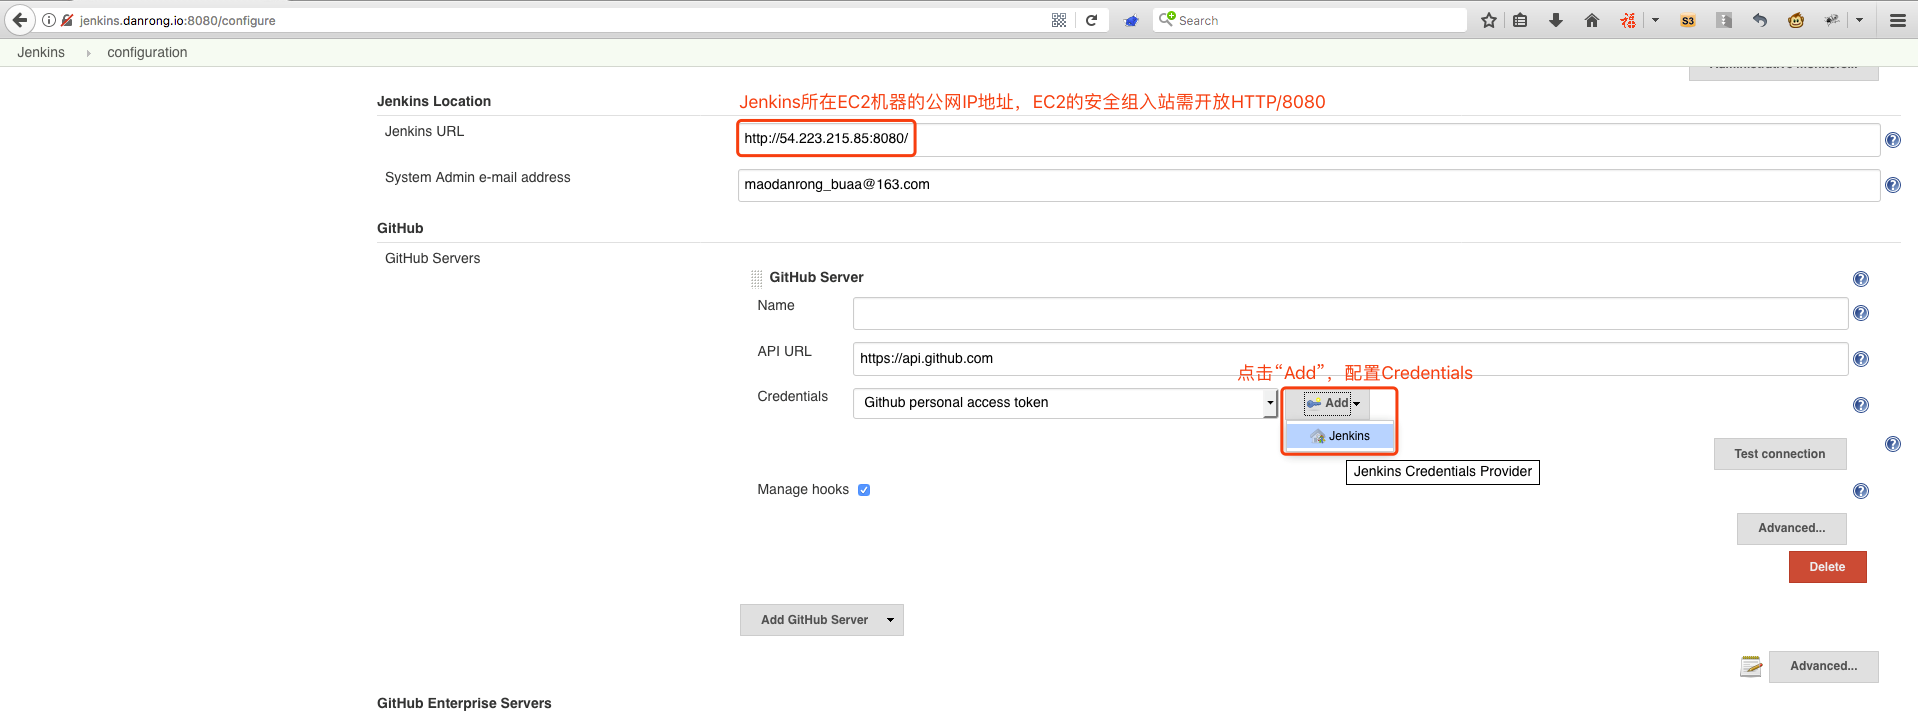 jenkins.danrong.io:8080/configure
Search
S3
Jenkins
configuration
Jenkins Location
Jenkins所在EC2机器的公网IP地址，EC2的安全组入站需开放HTTP/8080
Jenkins URL
http://54.223.215.85:8080/
System Admin e-mail address
maodanrong_buaa@163.com
GitHub
GitHub Servers
GitHub Server
Name
API URL
https://api.github.com
点击“Add”，配置Credentials
Credentials
Github personal access token
Add
Jenkins
Test connection
Jenkins Credentials Provider
Manage hooks
Advanced...
Delete
Add GitHub Server
Advanced...
GitHub Enterprise Servers